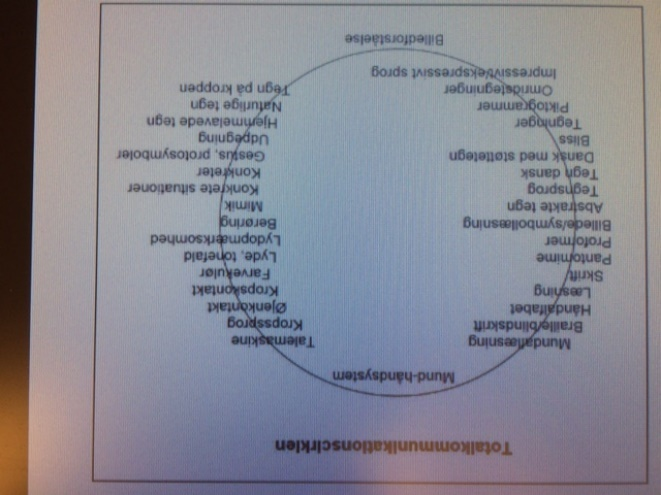 Totalkommunikationscirklen
Mund-håndsystem
Mundaflæsning
Braille/blindskrift
Håndalfabet
Læsning
Skrift
Pantomime
Proformer
Billede/symbollæsning
Abstrakte tegn
Tegnsprog
Tegn dansk
Dansk med støttetegn
Bliss
Tegninger
Piktogrammer
Omridstegninger
Impressivt/ekspressivt sprog
Talemaskine
Kropssprog
Øjenkontakt
Kropskontakt
Farvekulør
Lyde, tonefald
Lydopmærksomhed
Berøring
Mimik
Konkrete situationer
Konkreter
Gestus, protosymboler
Udpegning
Hjemmelavede tegn
Naturlige tegn
Tegn på kroppen
Billedforståelse